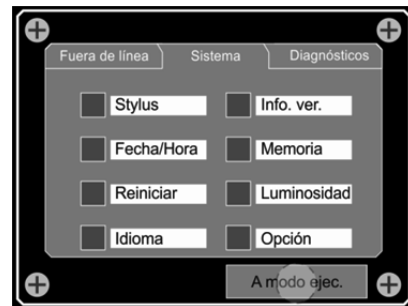 Fuera de línea Sistema Diagnósticos
Stylus Info. ver.
Fecha/Hora Memoria
Reiniciar Luminosidad
Idioma Opción
A modo ejec.